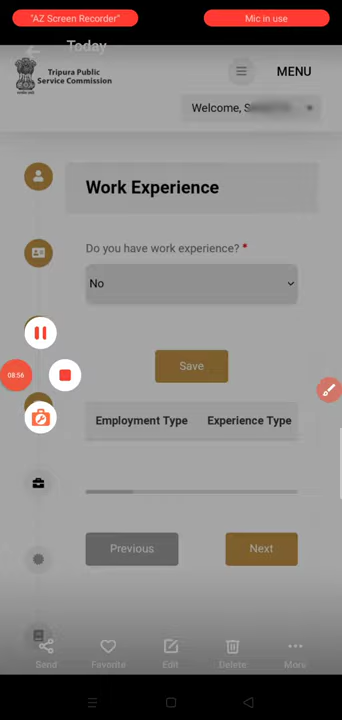 "AZ Screen Recorder"
Mic in use
Today
Tripura Public
Service Commission
MENU
Welcome,
Work Experience
Do you have work experience? *
No
08:56
Save
Employment Type Experience Type
Previous
Next
Send
Favorite
Edit
Delete
More